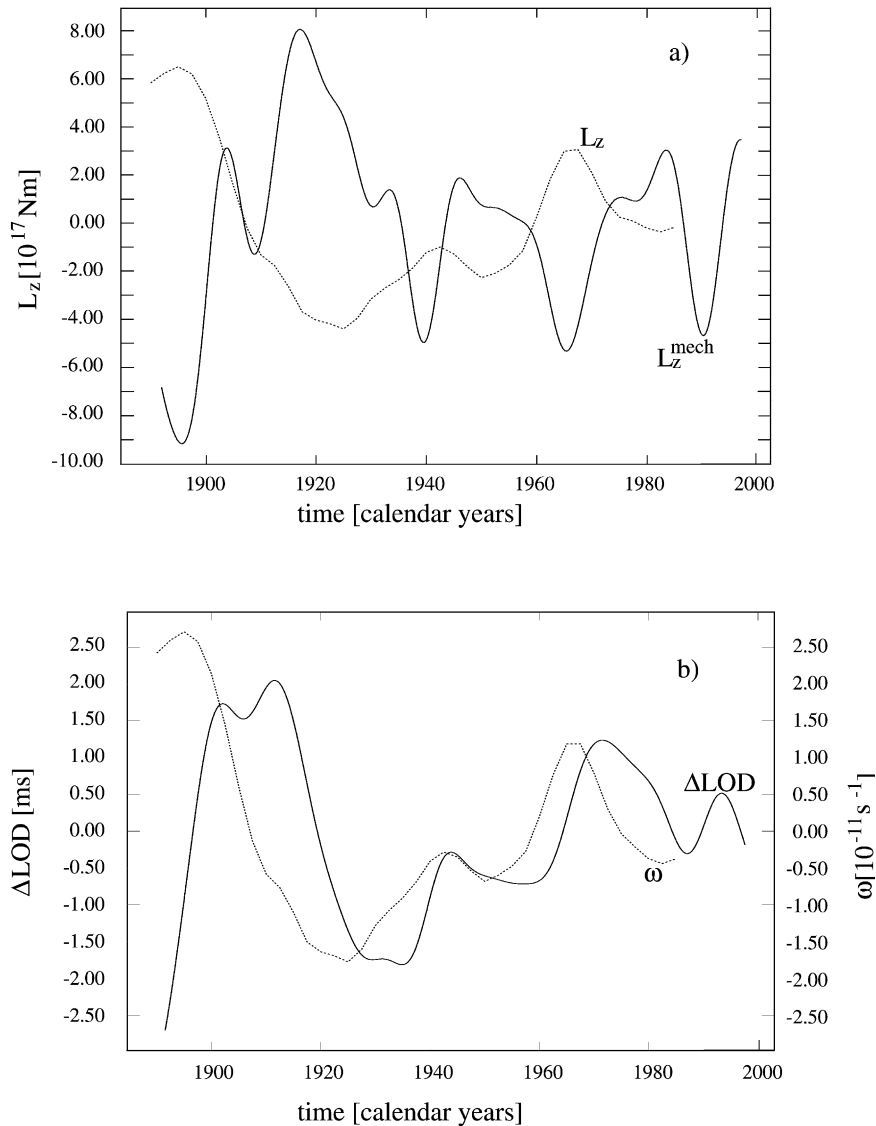 8.00
6.00
4.00
2.00
0.00
-2.00
-4.00
-6.00
-8.00
-10.00
L_z [10^17 Nm]
a)
L_z
L_z^mech
1900 1920 1940 1960 1980 2000
time [calendar years]
2.50
2.00
1.50
1.00
0.50
0.00
-0.50
-1.00
-1.50
-2.00
-2.50
ΔLOD [ms]
b)
ΔLOD
ω
2.50
2.00
1.50
1.00
0.50
0.00
-0.50
-1.00
-1.50
-2.00
-2.50
ω[10^-11 s^-1]
1900 1920 1940 1960 1980 2000
time [calendar years]